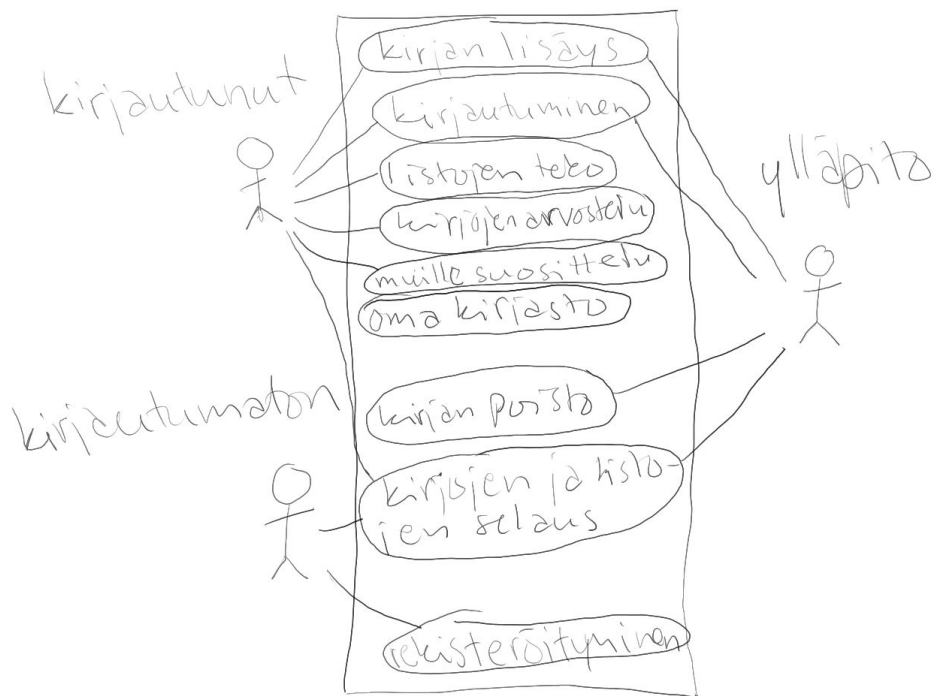 kirjan lisäys
kirjautunut
kirjautuminen
listojen teko
ylläpito
kirjojen arvostelu
muille suosittelu
oma kirjasto
kirjautumaton
kirjan poisto
kirjojen ja listo-
jen selaus
rekisteröityminen